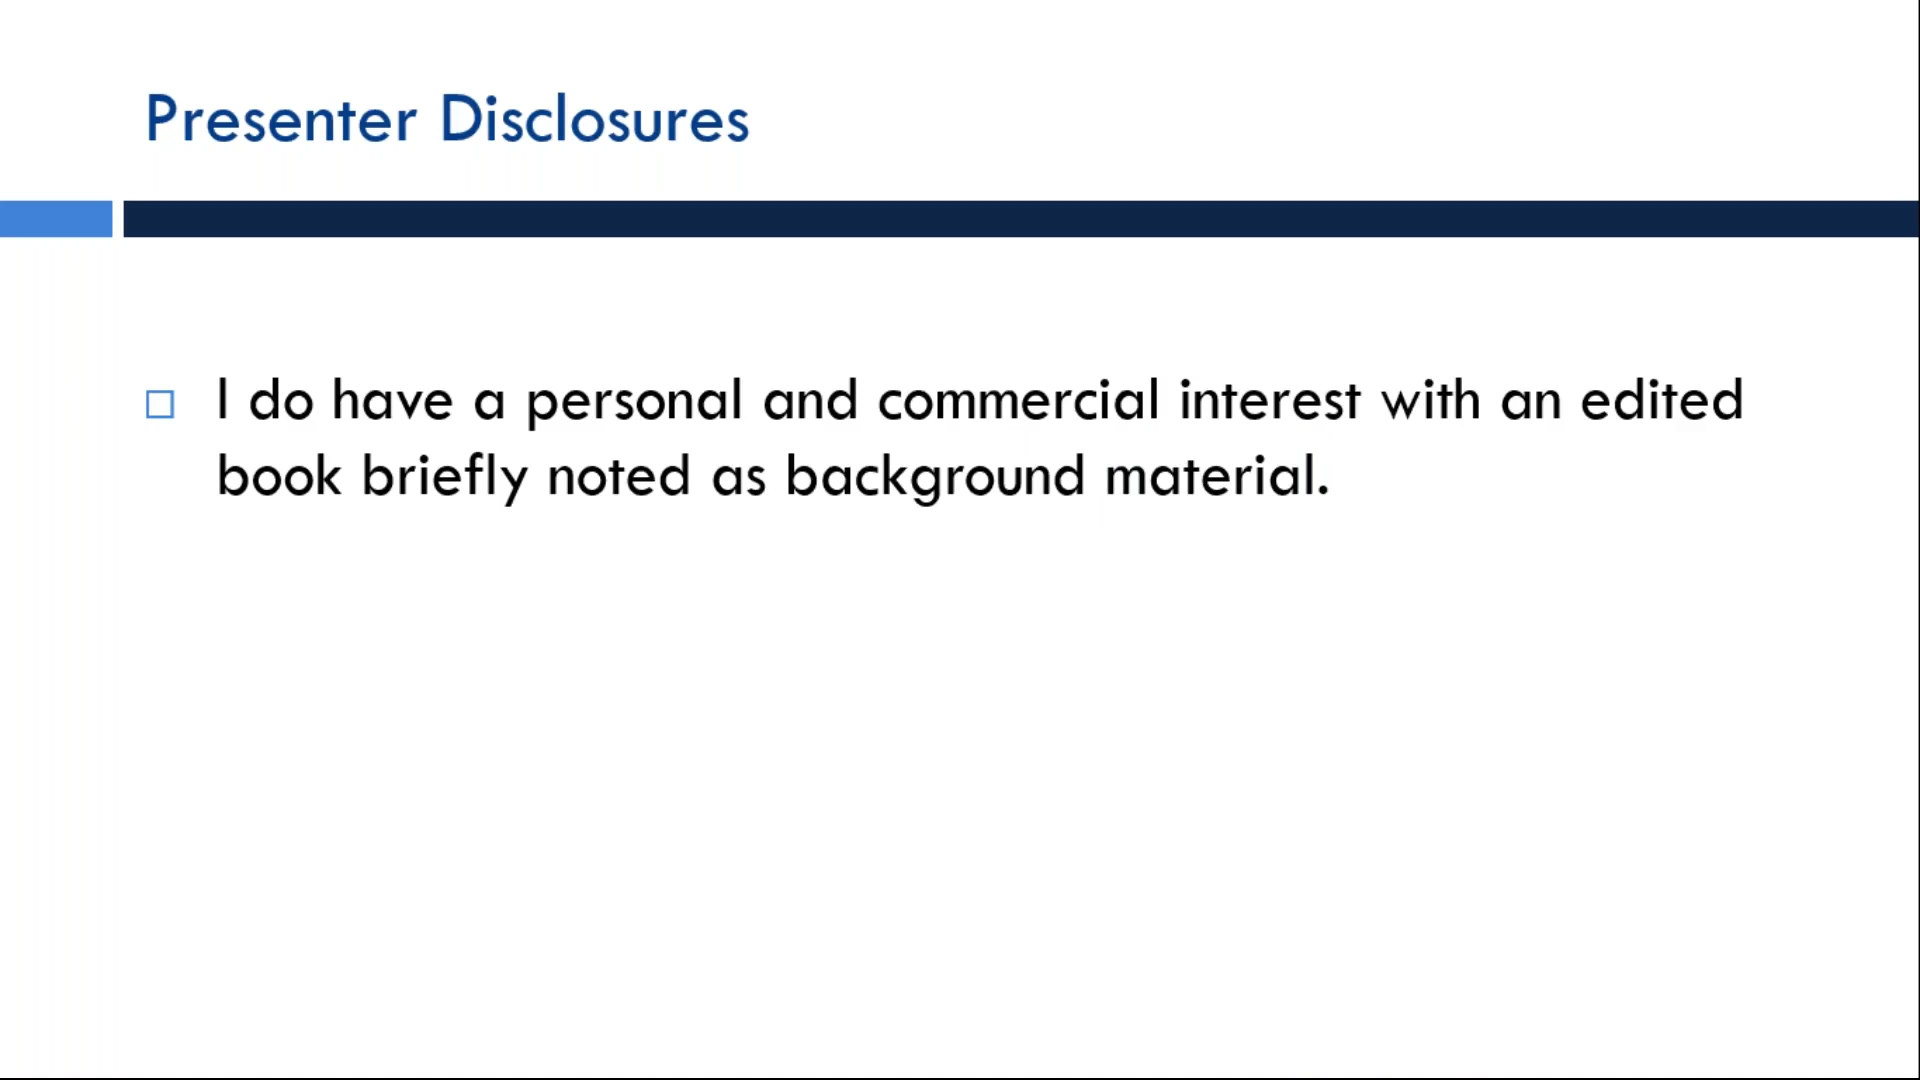 Presenter Disclosures
I do have a personal and commercial interest with an edited
book briefly noted as background material.